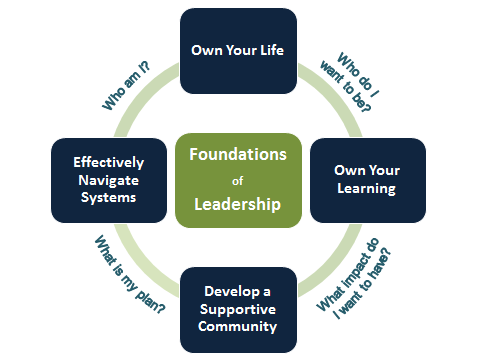 Own Your Life
Who am I?
Who do I
want to be?
Effectively
Navigate
Systems
Foundations
of
Leadership
Own Your
Learning
What is my plan?
What impact do
I want to have?
Develop a
Supportive
Community